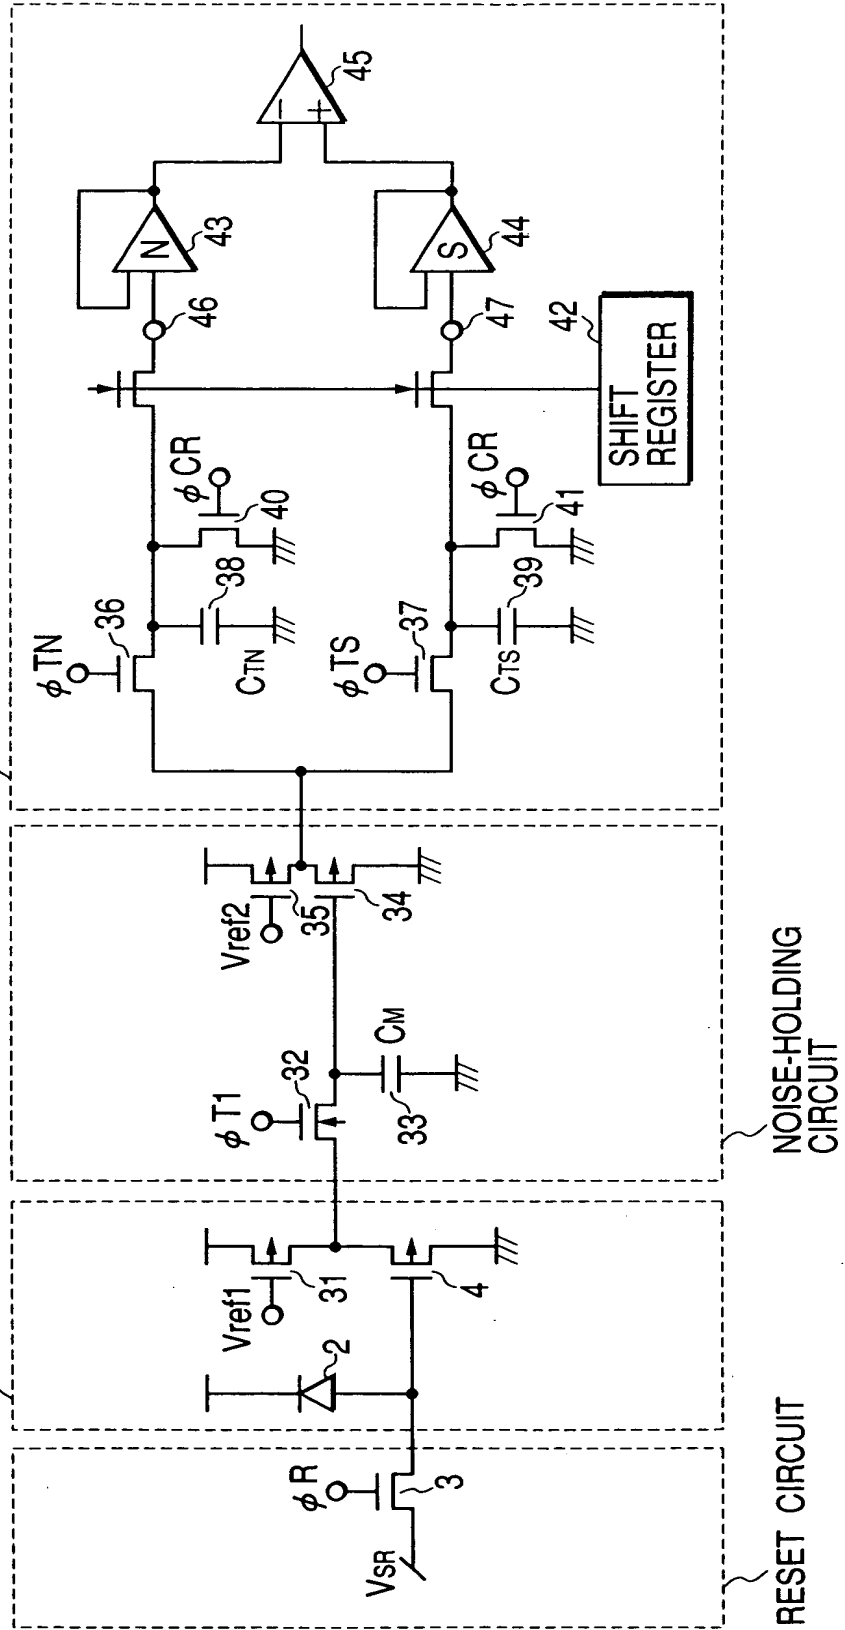 VSR
φR
3
RESET CIRCUIT
2
Vref1
31
4
φT1
32
33
CM
Vref2
35
34
NOISE-HOLDING
CIRCUIT
φTN
36
CTN
38
φCR
40
46
N
43
φTS
37
CTS
39
φCR
41
47
S
44
−
+
45
42
SHIFT
REGISTER